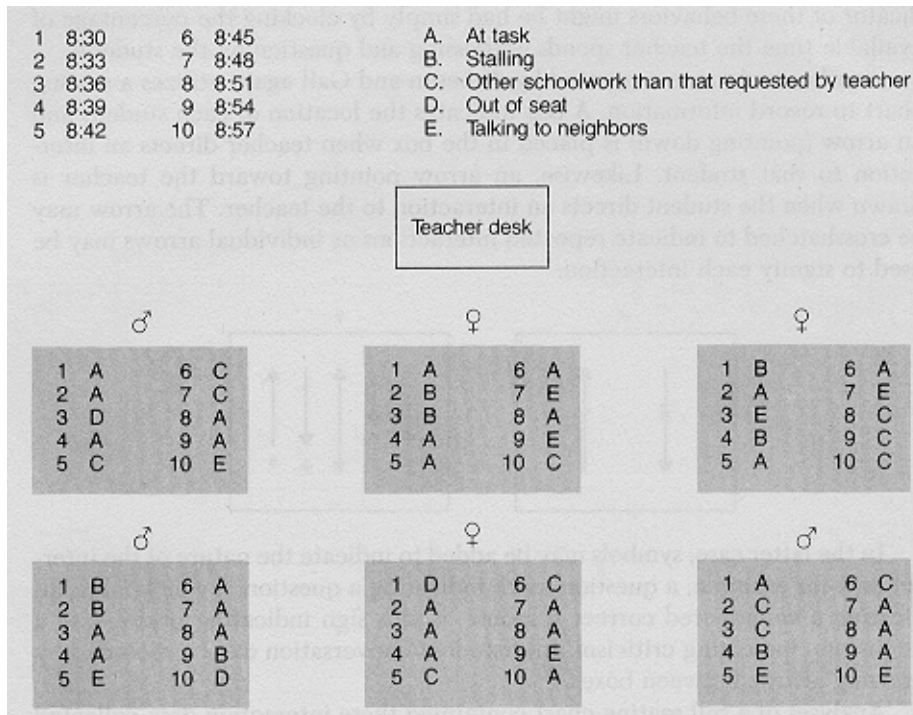 1 8:30 6 8:45 A. At task
2 8:33 7 8:48 B. Stalling
3 8:36 8 8:51 C. Other schoolwork than that requested by teacher
4 8:39 9 8:54 D. Out of seat
5 8:42 10 8:57 E. Talking to neighbors
Teacher desk
♂ ♀ ♀
1 A 6 C 1 A 6 A 1 B 6 A
2 A 7 C 2 B 7 E 2 A 7 E
3 D 8 A 3 B 8 A 3 E 8 C
4 A 9 A 4 A 9 E 4 B 9 C
5 C 10 E 5 A 10 C 5 A 10 C
♂ ♀ ♂
1 B 6 A 1 D 6 C 1 A 6 C
2 B 7 A 2 A 7 A 2 C 7 A
3 A 8 A 3 A 8 A 3 C 8 A
4 A 9 B 4 A 9 E 4 B 9 A
5 E 10 D 5 C 10 A 5 E 10 E